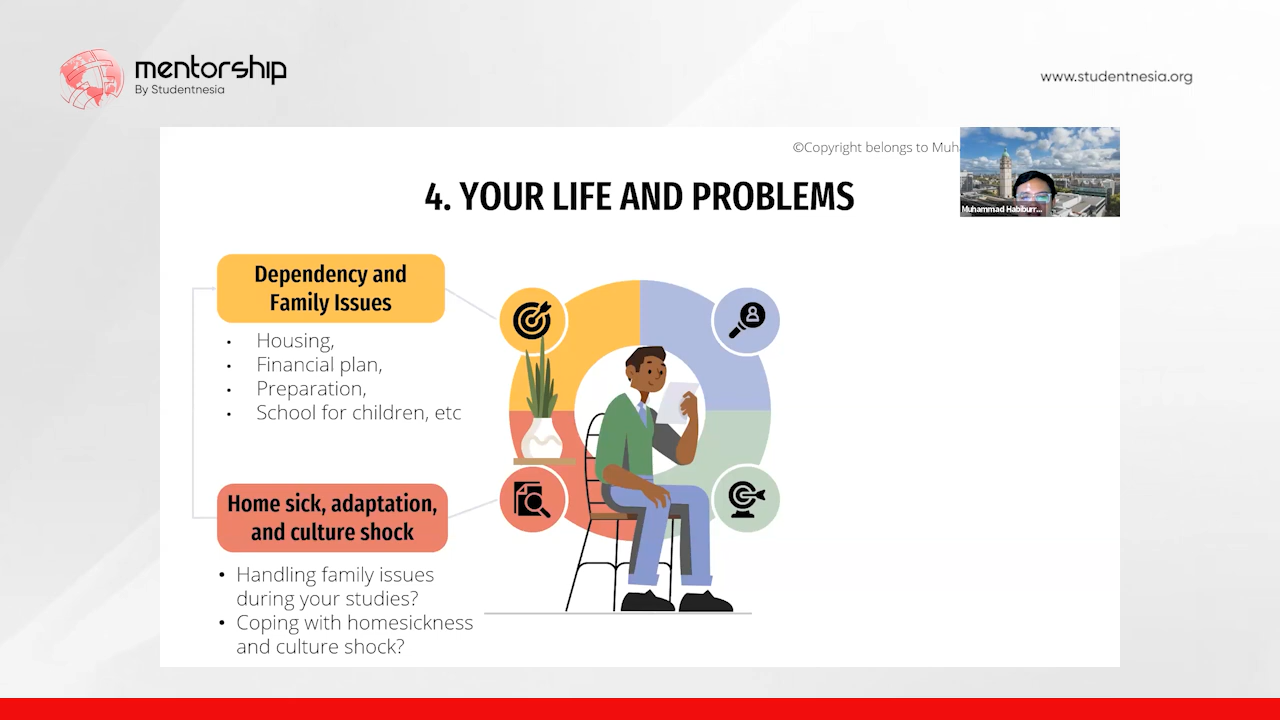 mentorship
By Studentnesia
www.studentnesia.org
©Copyright belongs to
Muhammad Habiburr...
4. YOUR LIFE AND PROBLEMS
Dependency and
Family Issues
• Housing,
• Financial plan,
• Preparation,
• School for children, etc
Home sick, adaptation,
and culture shock
• Handling family issues
during your studies?
• Coping with homesickness
and culture shock?